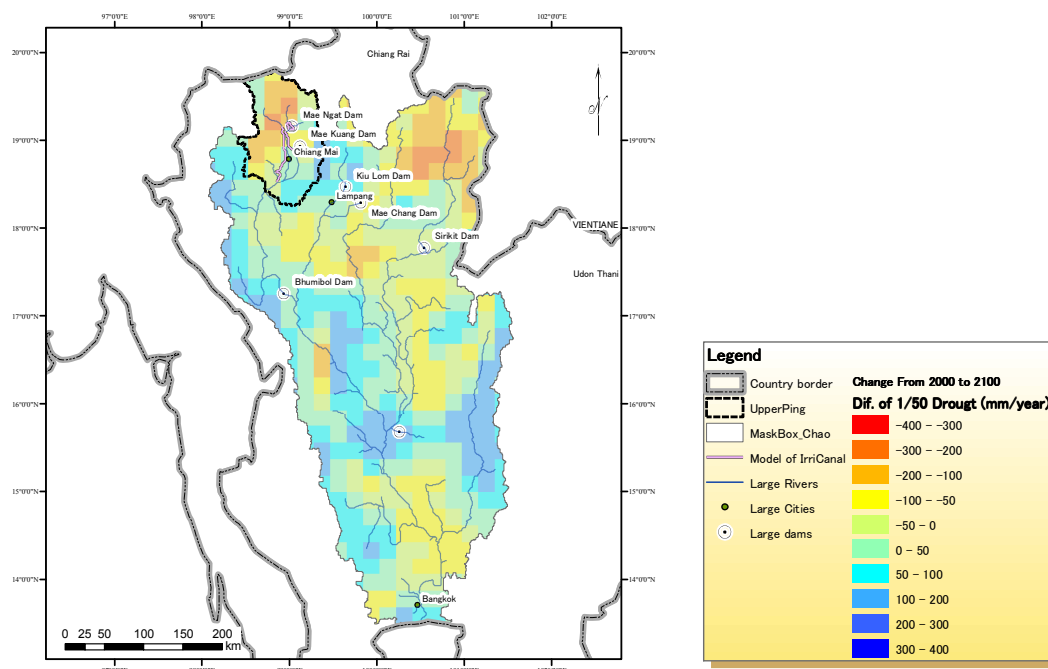 97°0'0"E 98°0'0"E 99°0'0"E 100°0'0"E 101°0'0"E 102°0'0"E
20°0'0"N 20°0'0"N
Chiang Rai
N
Mae Ngat Dam
19°0'0"N 19°0'0"N
Mae Kuang Dam
Chiang Mai
Kiu Lom Dam
Lampang
Mae Chang Dam
18°0'0"N 18°0'0"N
VIENTIANE
Sirikit Dam
Udon Thani
Bhumibol Dam
17°0'0"N 17°0'0"N
16°0'0"N 16°0'0"N
15°0'0"N 15°0'0"N
14°0'0"N 14°0'0"N
Bangkok
0 25 50 100 150 200
km
Legend
Country border
UpperPing
MaskBox_Chao
Model of IrriCanal
Large Rivers
Large Cities
Large dams
Change From 2000 to 2100
Dif. of 1/50 Drougt (mm/year)
-400 - -300
-300 - -200
-200 - -100
-100 - -50
-50 - 0
0 - 50
50 - 100
100 - 200
200 - 300
300 - 400